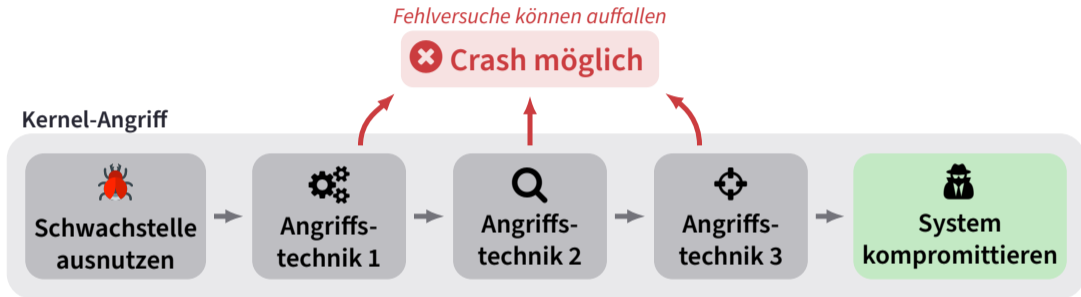 Fehlversuche können auffallen
Crash möglich
Kernel-Angriff
Schwachstelle
ausnutzen
Angriffs-
technik 1
Angriffs-
technik 2
Angriffs-
technik 3
System
kompromittieren